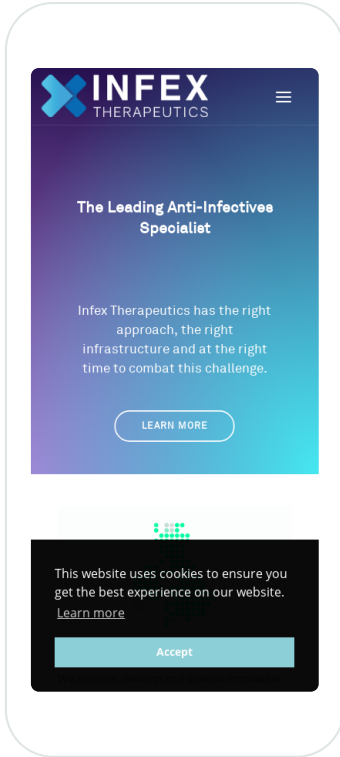 INFEX
THERAPEUTICS
The Leading Anti-Infectives
Specialist
Infex Therapeutics has the right
approach, the right
infrastructure and at the right
time to combat this challenge.
LEARN MORE
This website uses cookies to ensure you
get the best experience on our website.
Learn more
Accept